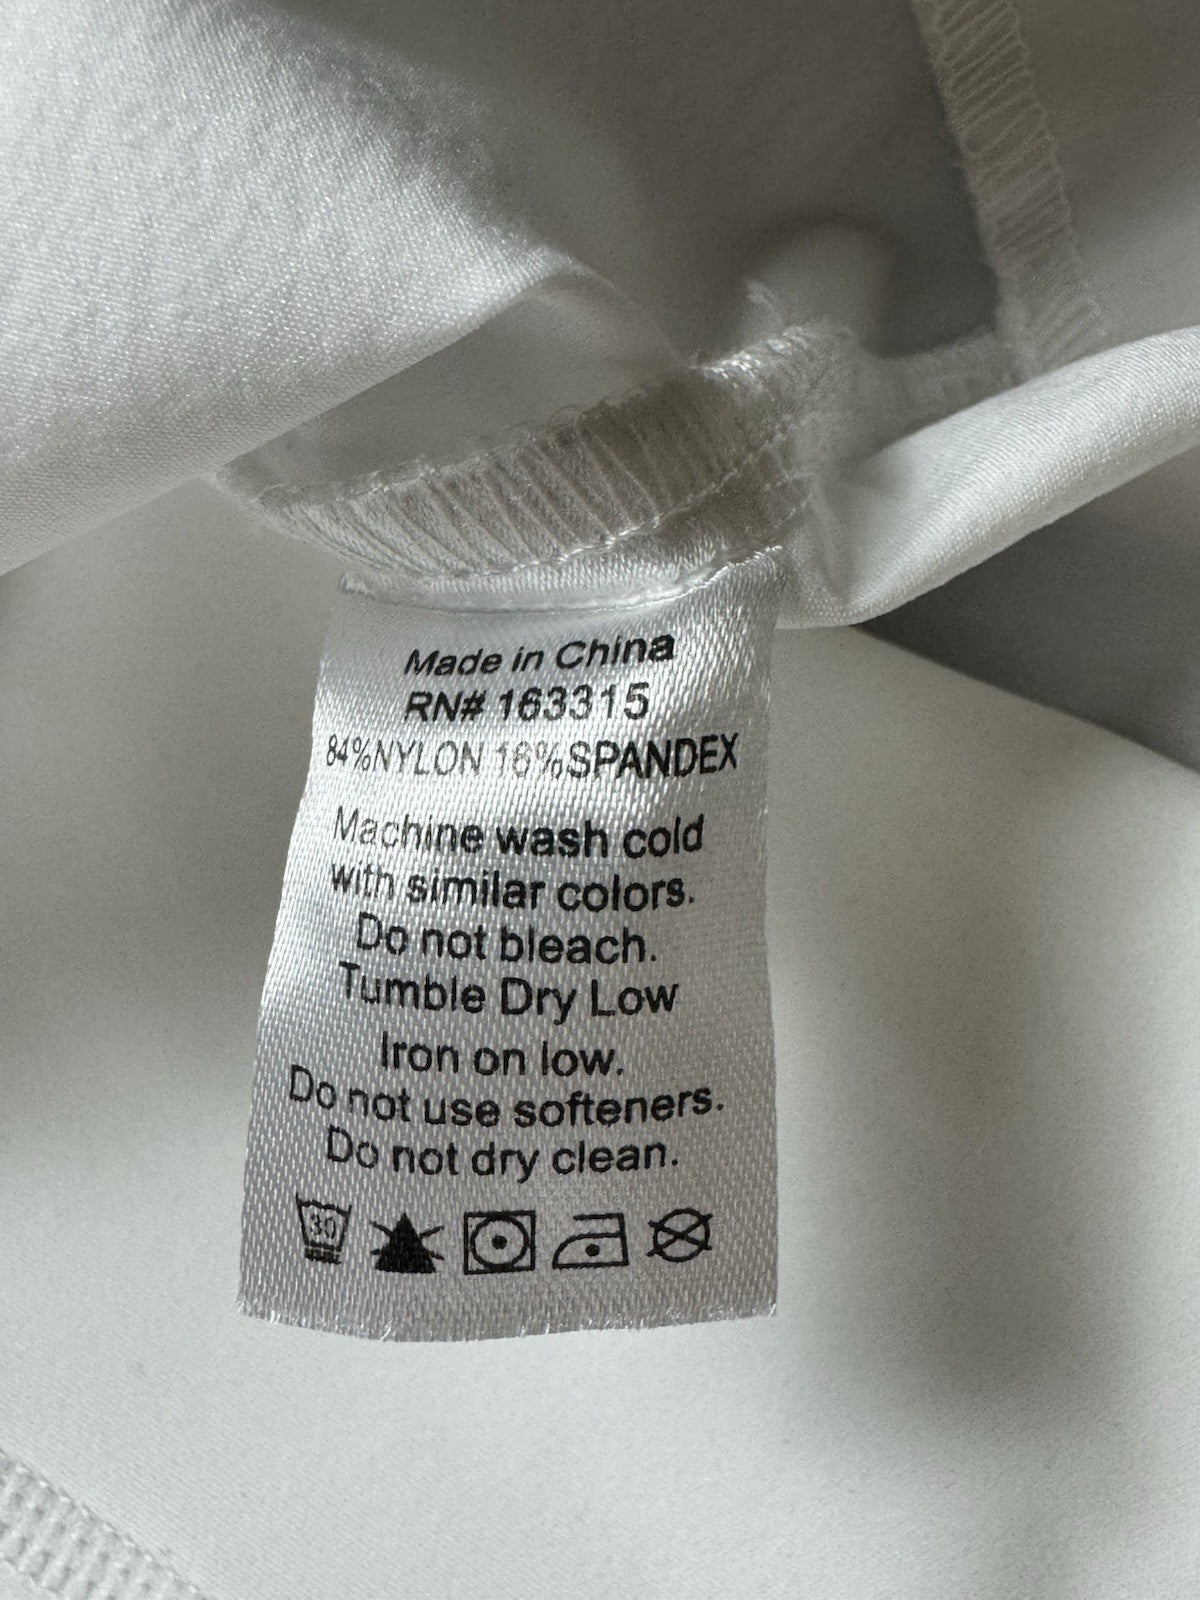 Made in China
RN# 163315
84%NYLON 16%SPANDEX
Machine wash cold
with similar colors.
Do not bleach.
Tumble Dry Low
Iron on low.
Do not use softeners.
Do not dry clean.
30